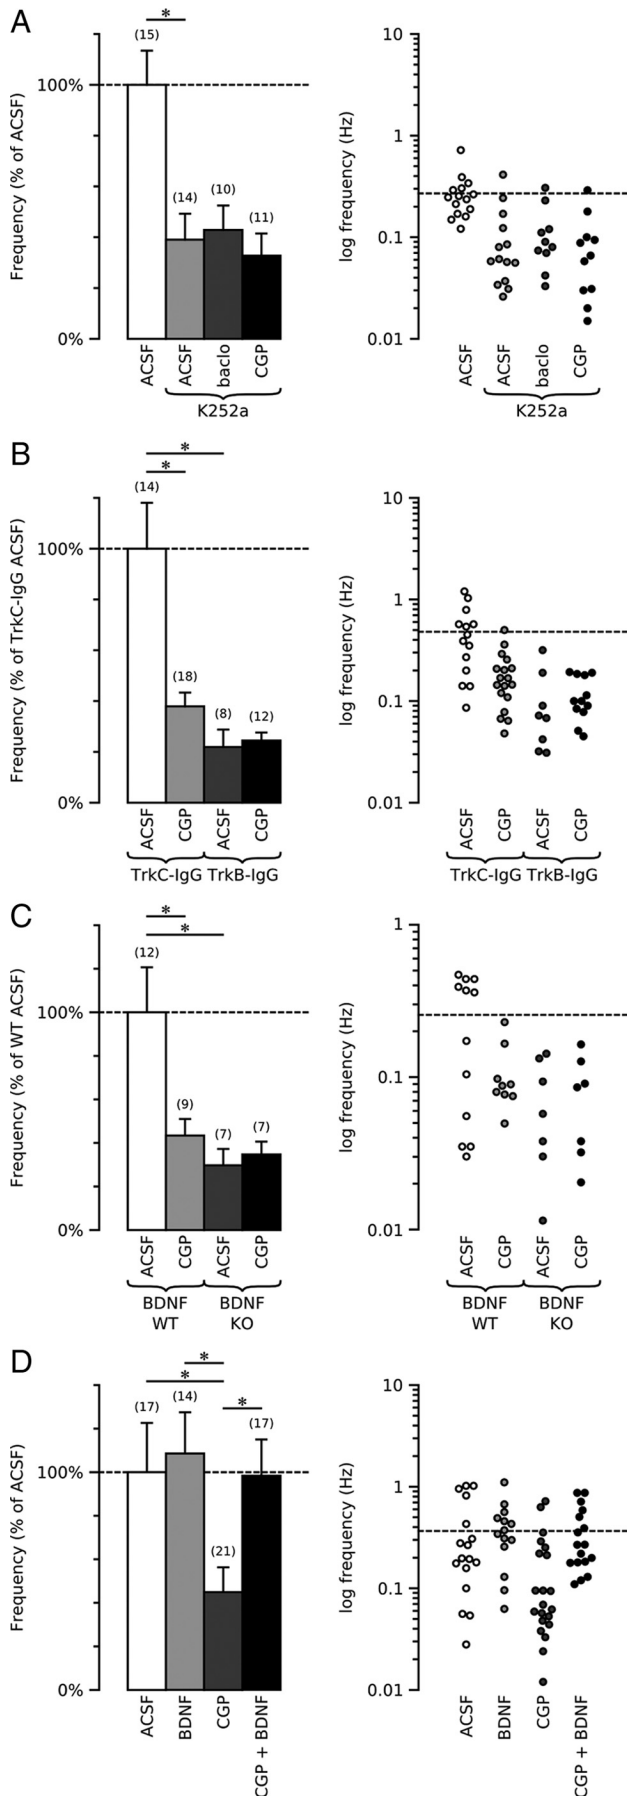 A
Frequency (% of ACSF)
100%
0%
*
(15)
(14)
(10)
(11)
ACSF
ACSF
baclo
CGP
K252a
log frequency (Hz)
10
1
0.1
0.01
ACSF
ACSF
baclo
CGP
K252a
B
Frequency (% of TrkC-IgG ACSF)
100%
0%
*
*
(14)
(18)
(8)
(12)
ACSF
CGP
ACSF
CGP
TrkC-IgG TrkB-IgG
log frequency (Hz)
10
1
0.1
0.01
ACSF
CGP
ACSF
CGP
TrkC-IgG TrkB-IgG
C
Frequency (% of WT ACSF)
100%
0%
*
*
(12)
(9)
(7)
(7)
ACSF
CGP
ACSF
CGP
BDNF BDNF
WT KO
log frequency (Hz)
1
0.1
0.01
ACSF
CGP
ACSF
CGP
BDNF BDNF
WT KO
D
Frequency (% of ACSF)
100%
0%
*
*
*
(17)
(14)
(21)
(17)
ACSF
BDNF
CGP
CGP + BDNF
log frequency (Hz)
10
1
0.1
0.01
ACSF
BDNF
CGP
CGP + BDNF